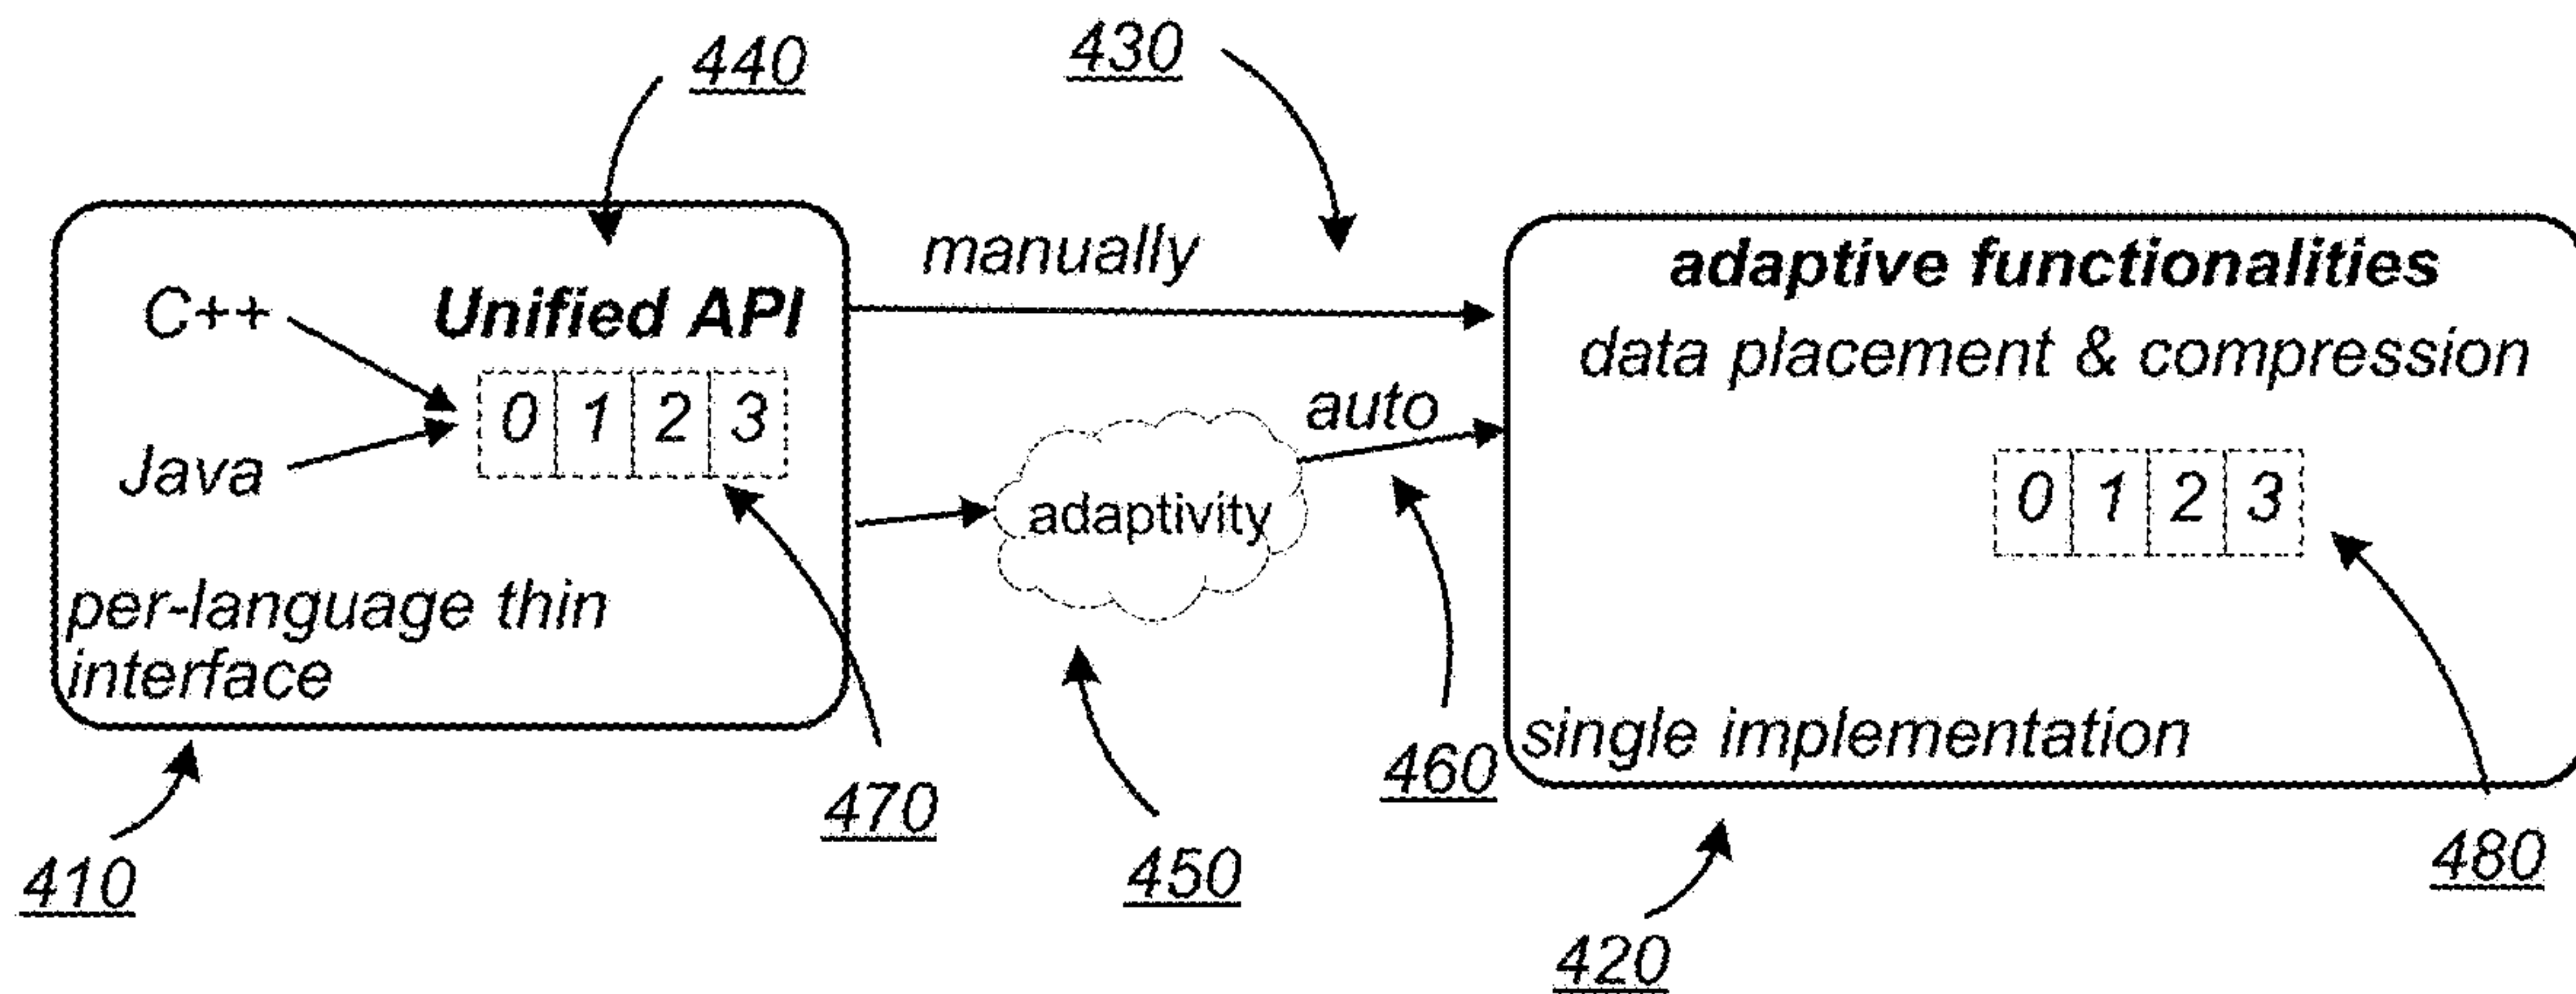 440
430
manually
C++
Unified API
0 1 2 3
Java
per-language thin
interface
adaptivity
auto
adaptive functionalities
data placement & compression
0 1 2 3
single implementation
410
470
450
460
420
480